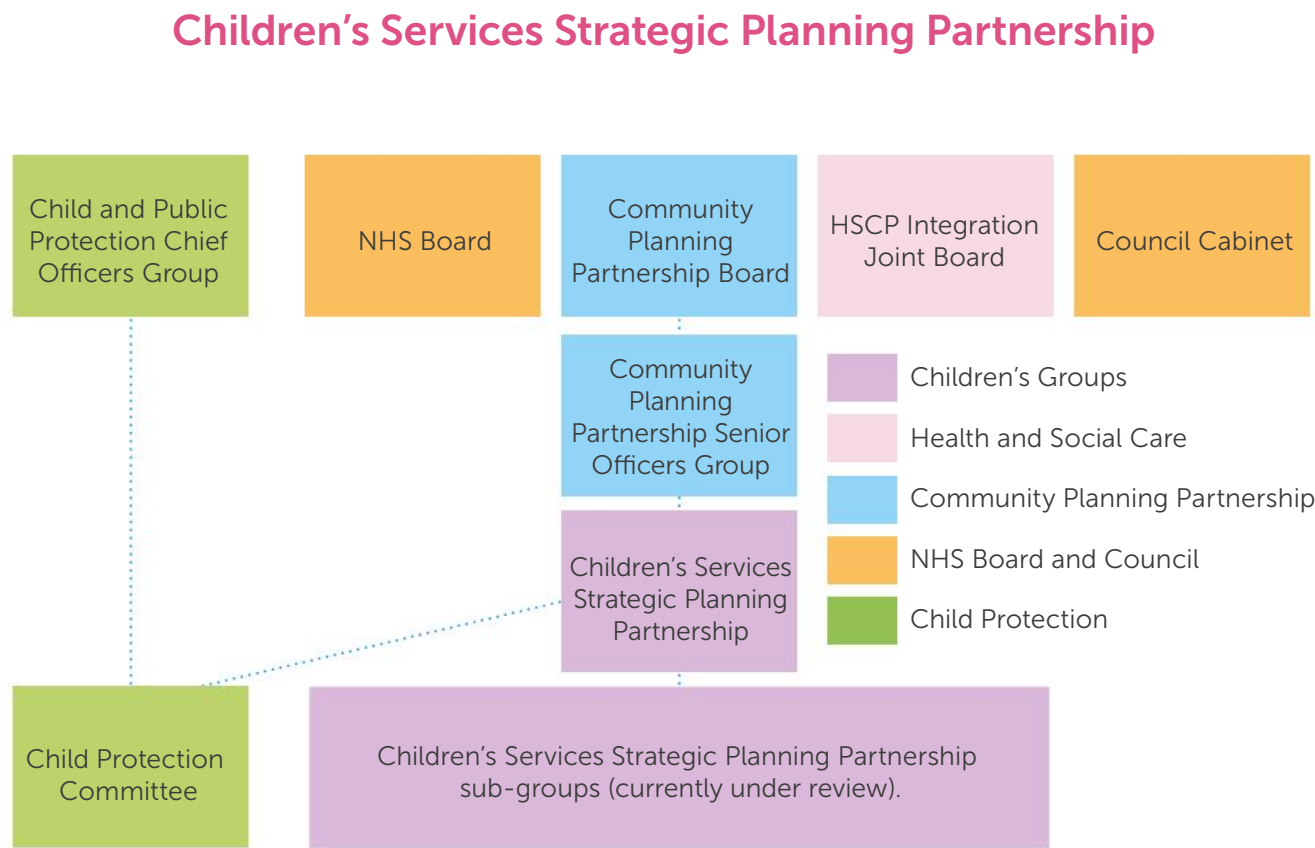 Children’s Services Strategic Planning Partnership
Child and Public
Protection Chief
Officers Group
NHS Board
Community
Planning
Partnership Board
HSCP Integration
Joint Board
Council Cabinet
Community
Planning
Partnership Senior
Officers Group
Children’s Groups
Health and Social Care
Community Planning Partnership
NHS Board and Council
Child Protection
Children’s Services
Strategic Planning
Partnership
Child Protection
Committee
Children’s Services Strategic Planning Partnership
sub-groups (currently under review).